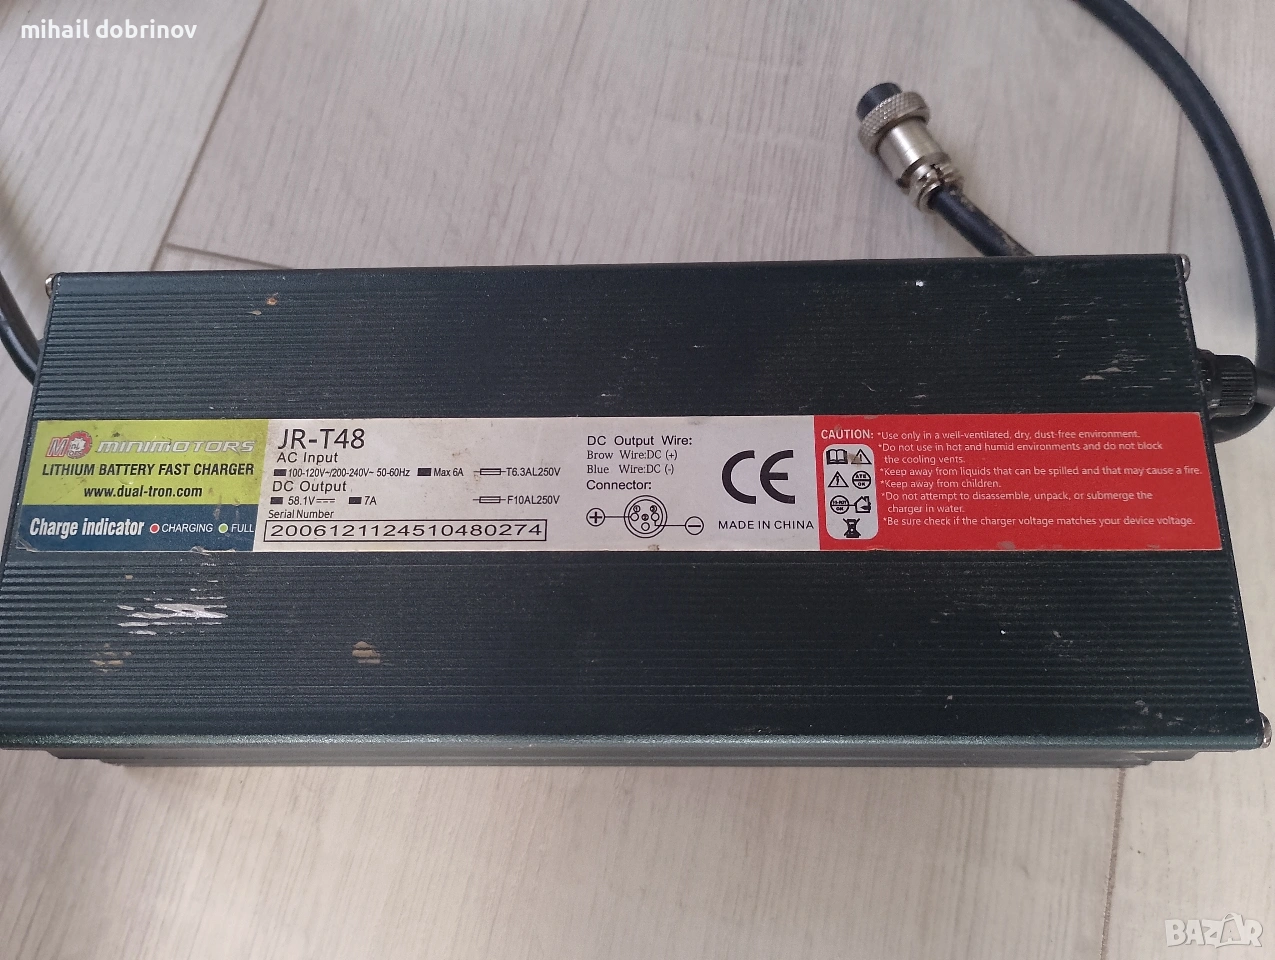 mihail dobrinov
MINIMOTORS
LITHIUM BATTERY FAST CHARGER
www.dual-tron.com
Charge indicator CHARGING FULL
JR-T48
AC Input
100-120V~/200-240V~ 50-60Hz Max 6A T6.3AL250V
DC Output
58.1V 7A F10AL250V
Serial Number
2006121124510480274
DC Output Wire:
Brow Wire:DC (+)
Blue Wire:DC (-)
Connector:
CE
MADE IN CHINA
CAUTION: *Use only in a well-ventilated, dry, dust-free environment.
*Do not use in hot and humid environments and do not block
the cooling vents.
*Keep away from liquids that can be spilled and that may cause a fire.
*Keep away from children.
*Do not attempt to disassemble, unpack, or submerge the
charger in water.
*Be sure check if the charger voltage matches your device voltage.
BAZAR